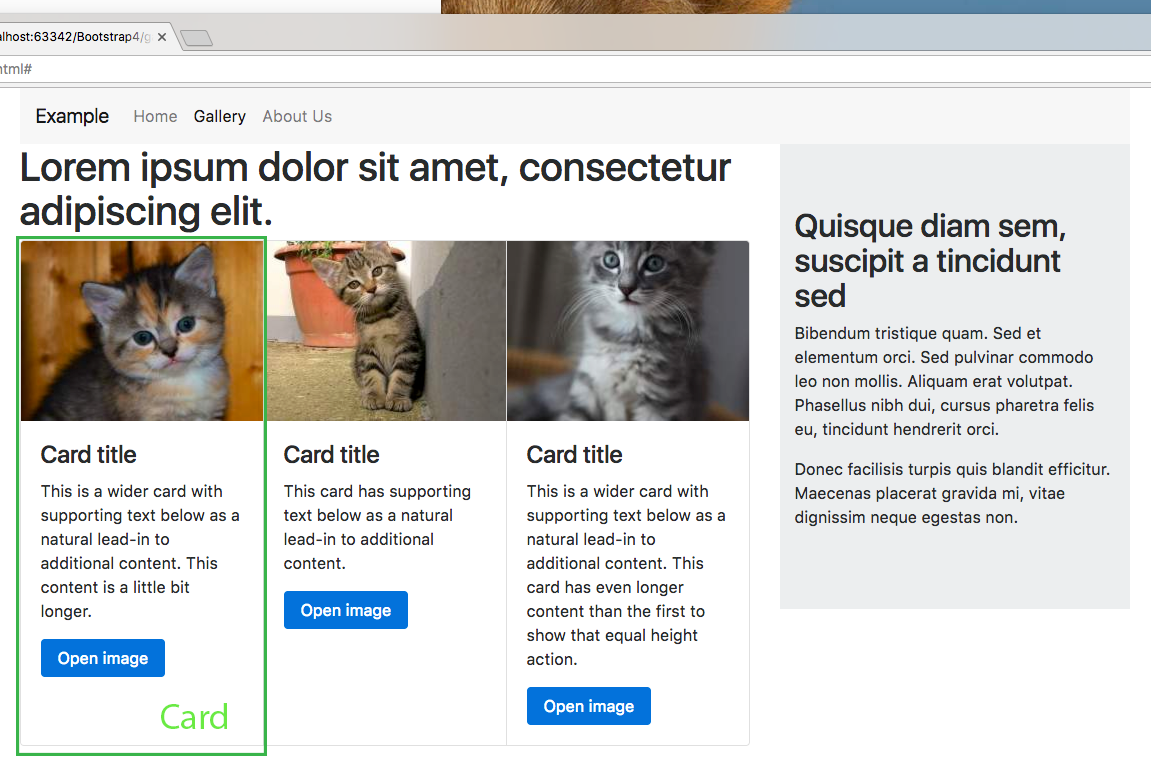 alhost:63342/Bootstrap4/g
html#
Example Home Gallery About Us
Lorem ipsum dolor sit amet, consectetur
adipiscing elit.
Card title
This is a wider card with
supporting text below as a
natural lead-in to
additional content. This
content is a little bit
longer.
Open image
Card
Card title
This card has supporting
text below as a natural
lead-in to additional
content.
Open image
Card title
This is a wider card with
supporting text below as a
natural lead-in to
additional content. This
card has even longer
content than the first to
show that equal height
action.
Open image
Quisque diam sem,
suscipit a tincidunt
sed
Bibendum tristique quam. Sed et
elementum orci. Sed pulvinar commodo
leo non mollis. Aliquam erat volutpat.
Phasellus nibh dui, cursus pharetra felis
eu, tincidunt hendrerit orci.
Donec facilisis turpis quis blandit efficitur.
Maecenas placerat gravida mi, vitae
dignissim neque egestas non.